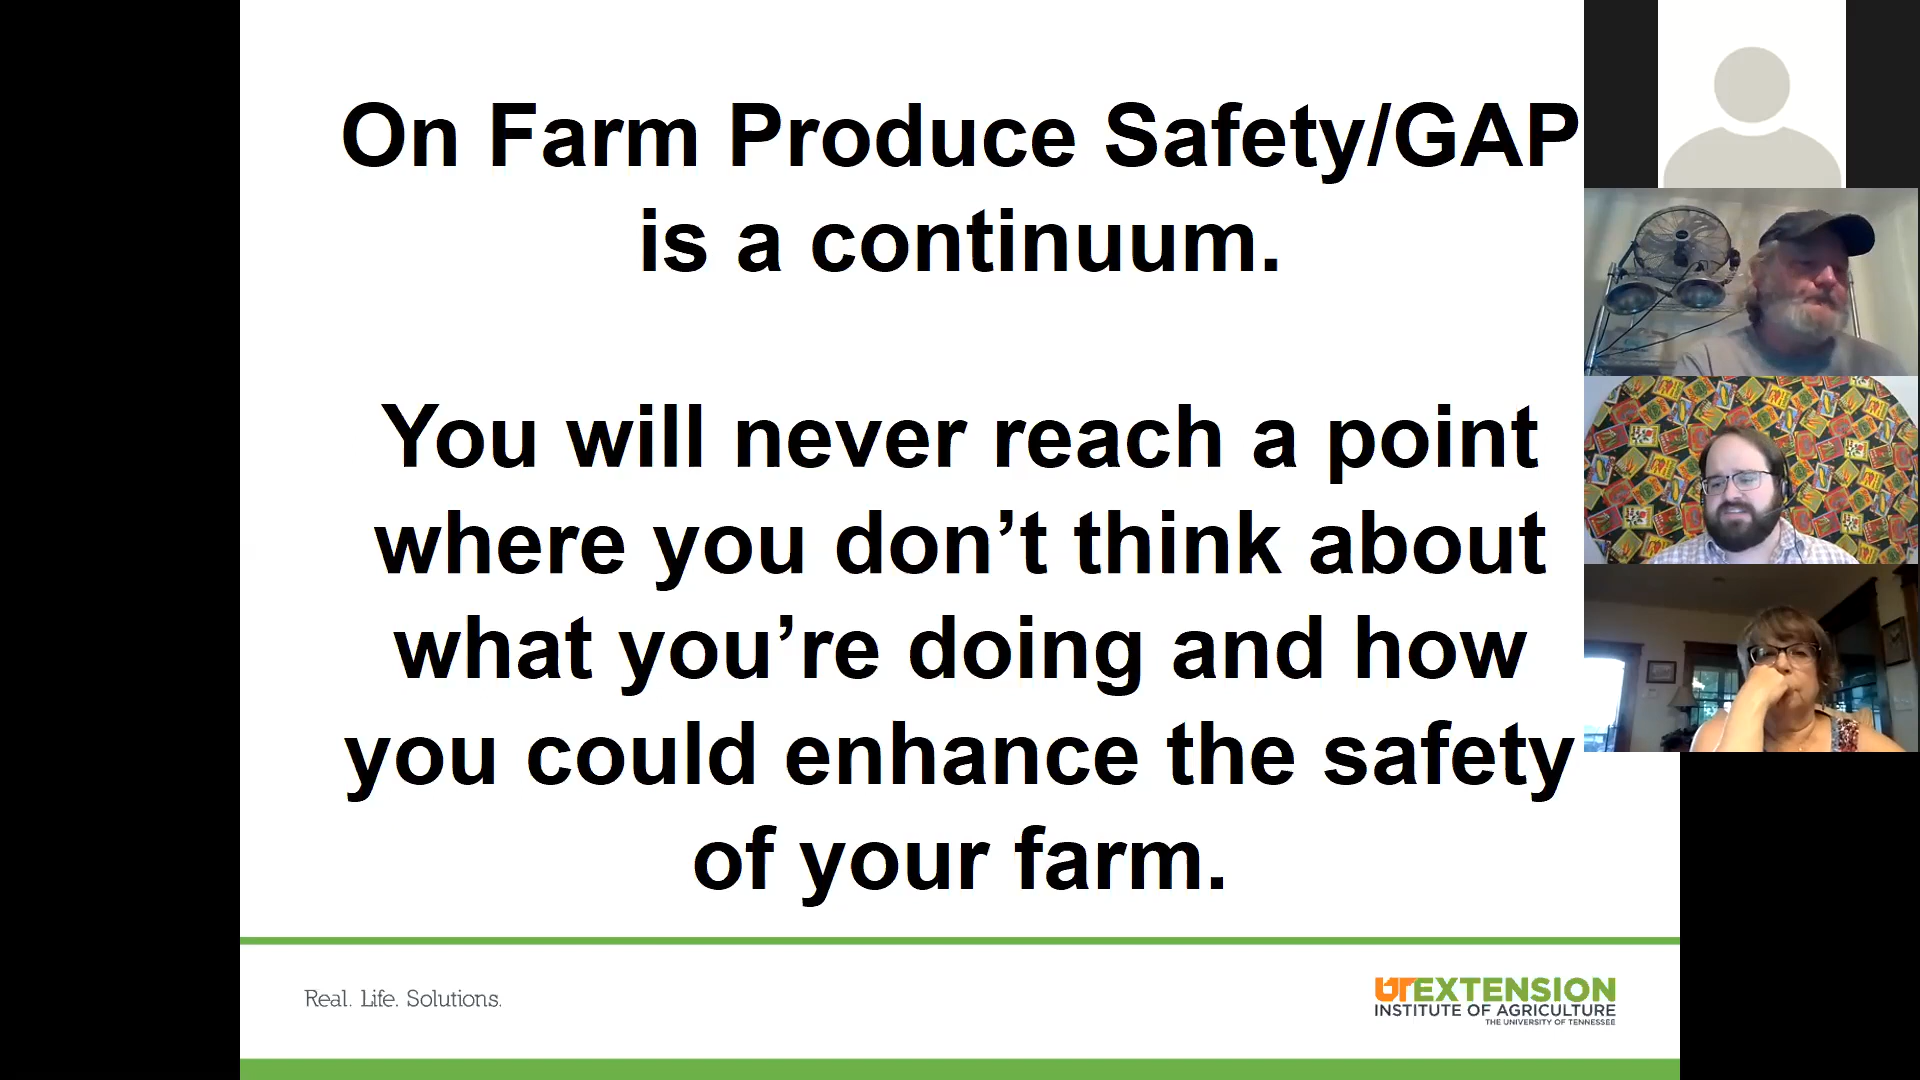 On Farm Produce Safety/GAP
is a continuum.
You will never reach a point
where you don’t think about
what you’re doing and how
you could enhance the safety
of your farm.
Real. Life. Solutions.
UTEXTENSION
INSTITUTE OF AGRICULTURE
THE UNIVERSITY OF TENNESSEE